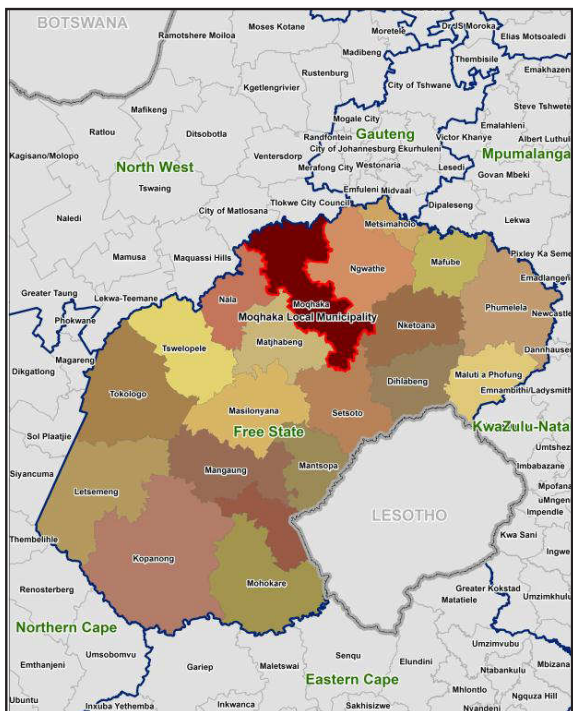 BOTSWANA
Moses Kotane
Moretele
Dr JS Moroka
Elias Motsoaledi
Ramotshere Moiloa
Madibeng
Thembisile
Rustenburg
City of Tshwane
Emakhazen
Kgetlengrivier
Steve Tshwete
Mafikeng
Mogale City
Emalahleni
Ratlou
Ditsobotla
Randfontein
Gauteng
Victor Khanye
Albert Luthuli
City of Johannesburg
Ekurhuleni
Kagisano/Molopo
North West
Ventersdorp
Merafong City
Westonaria
Lesedi
Mpumalanga
Govan Mbeki
Tswaing
Emfuleni
Midvaal
Tlokwe City Council
Dipaleseng
City of Matlosana
Naledi
Metsimaholo
Lekwa
Mamusa
Maquassi Hills
Ngwathe
Mafube
Pixley Ka Seme
Emadlangeni
Greater Taung
Lekwa-Teemane
Nala
Moqhaka
Phumelela
Newcastle
Phokwane
Moqhaka Local Municipality
Nketoana
Magareng
Tswelopele
Matjhabeng
Dannhauser
Dikgatlong
Dihlabeng
Maluti a Phofung
Tokologo
Emnambithi/Ladysmith
Masilonyana
Setsoto
Free State
KwaZulu-Nata
Sol Plaatjie
Umtshezi
Mantsopa
Imbabazane
Siyancuma
Mangaung
Mpofana
Letsemeng
uMngeni
LESOTHO
Impendle
Thembelihle
Kwa Sani
Kopanong
Ingwe
Mohokare
Renosterberg
Greater Kokstad
Umzimkhulu
Matatiele
Northern Cape
Umsobomvu
Senqu
Umzimvubu
Emthanjeni
Gariep
Maletswai
Elundini
Mbizana
Ntabankulu
Eastern Cape
Mhlontlo
Ubuntu
Inxuba Yethemba
Inkwanca
Sakhisizwe
Nyandeni
Ngquza Hill